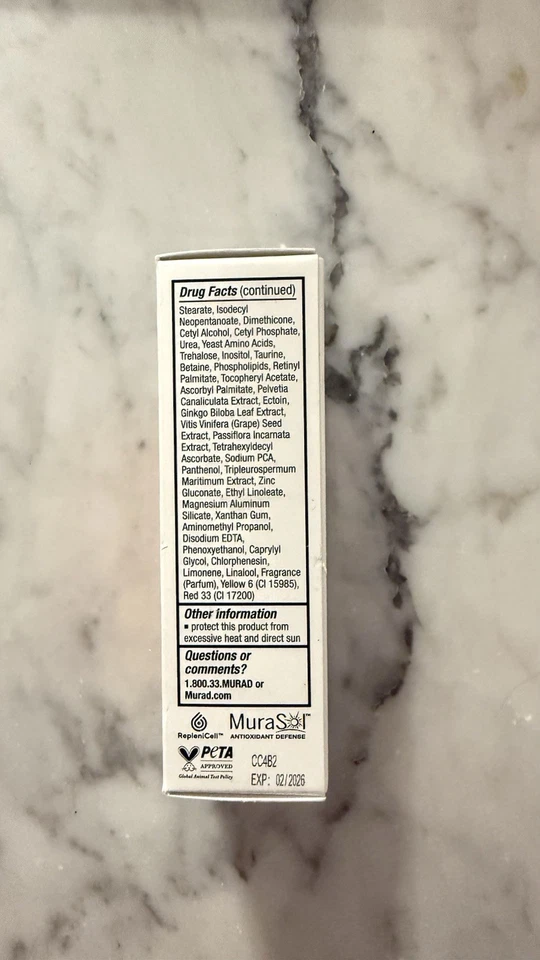 Drug Facts (continued)
Stearate, Isodecyl
Neopentanoate, Dimethicone,
Cetyl Alcohol, Cetyl Phosphate,
Urea, Yeast Amino Acids,
Trehalose, Inositol, Taurine,
Betaine, Phospholipids, Retinyl
Palmitate, Tocopheryl Acetate,
Ascorbyl Palmitate, Pelvetia
Canaliculata Extract, Ectoin,
Ginkgo Biloba Leaf Extract,
Vitis Vinifera (Grape) Seed
Extract, Passiflora Incarnata
Extract, Tetrahexyldecyl
Ascorbate, Sodium PCA,
Panthenol, Tripleurospermum
Maritimum Extract, Zinc
Gluconate, Ethyl Linoleate,
Magnesium Aluminum
Silicate, Xanthan Gum,
Aminomethyl Propanol,
Disodium EDTA,
Phenoxyethanol, Caprylyl
Glycol, Chlorphenesin,
Limonene, Linalool, Fragrance
(Parfum), Yellow 6 (CI 15985),
Red 33 (CI 17200)
Other information
▪ protect this product from
excessive heat and direct sun
Questions or
comments?
1.800.33.MURAD or
Murad.com
RepleniCell™
MuraSol™
ANTIOXIDANT DEFENSE
PeTA
APPROVED
Global Animal Test Policy
CC4B2
EXP: 02/2026